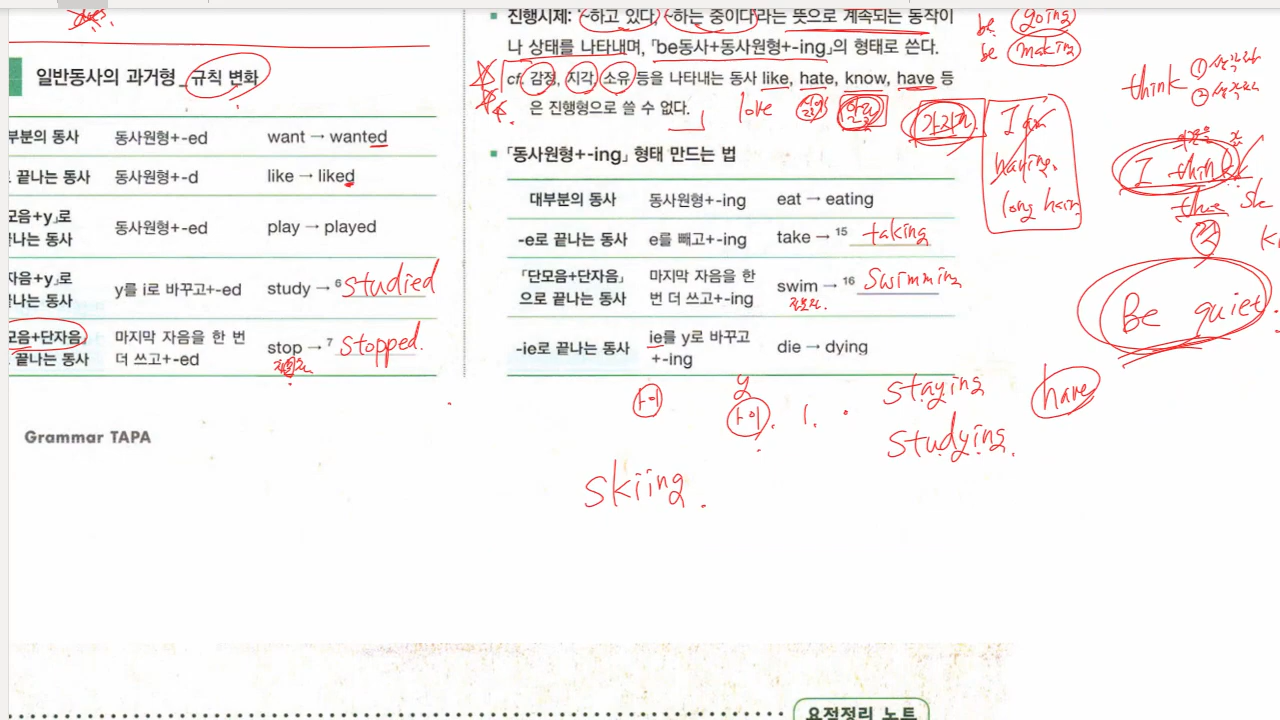 일반동사의 과거형_규칙 변화
부분의 동사 동사원형+-ed want → wanted
끝나는 동사 동사원형+-d like → liked
모음+y」로
나는 동사
동사원형+-ed play → played
자음+y」로
나는 동사
y를 i로 바꾸고+-ed study → 6 studied
모음+단자음」
끝나는 동사
마지막 자음을 한 번
더 쓰고+-ed
stop → 7 stopped.
Grammar TAPA
진행시제: '~하고 있다', '~하는 중이다'라는 뜻으로 계속되는 동작이
나 상태를 나타내며, 「be동사+동사원형+-ing」의 형태로 쓴다.
cf. 감정, 지각, 소유 등을 나타내는 동사 like, hate, know, have 등
은 진행형으로 쓸 수 없다.
love
가지다
「동사원형+-ing」 형태 만드는 법
대부분의 동사 동사원형+-ing eat → eating
-e로 끝나는 동사 e를 빼고+-ing take → 15 taking
「단모음+단자음」
으로 끝나는 동사
마지막 자음을 한
번 더 쓰고+-ing
swim → 16 swimming
-ie로 끝나는 동사
ie를 y로 바꾸고
+-ing
die → dying
y
staying
studying.
skiing.
be going
be making
think
I am
having
long hair
I think
Be quiet.
have
요점정리 노트